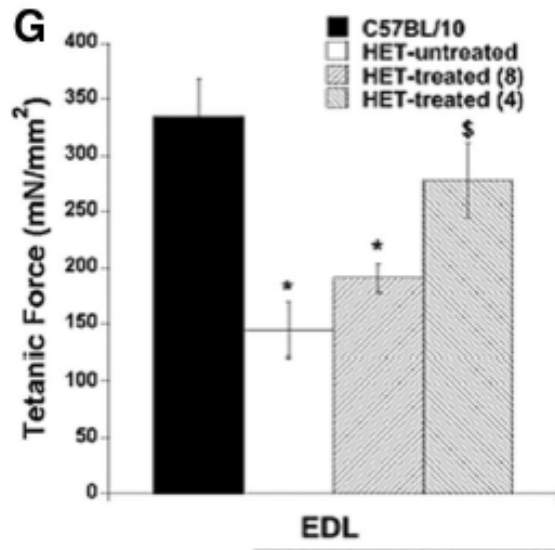 G
C57BL/10
HET-untreated
HET-treated (8)
HET-treated (4)
Tetanic Force (mN/mm²)
400
350
300
250
200
150
100
50
0
*
*
$
EDL